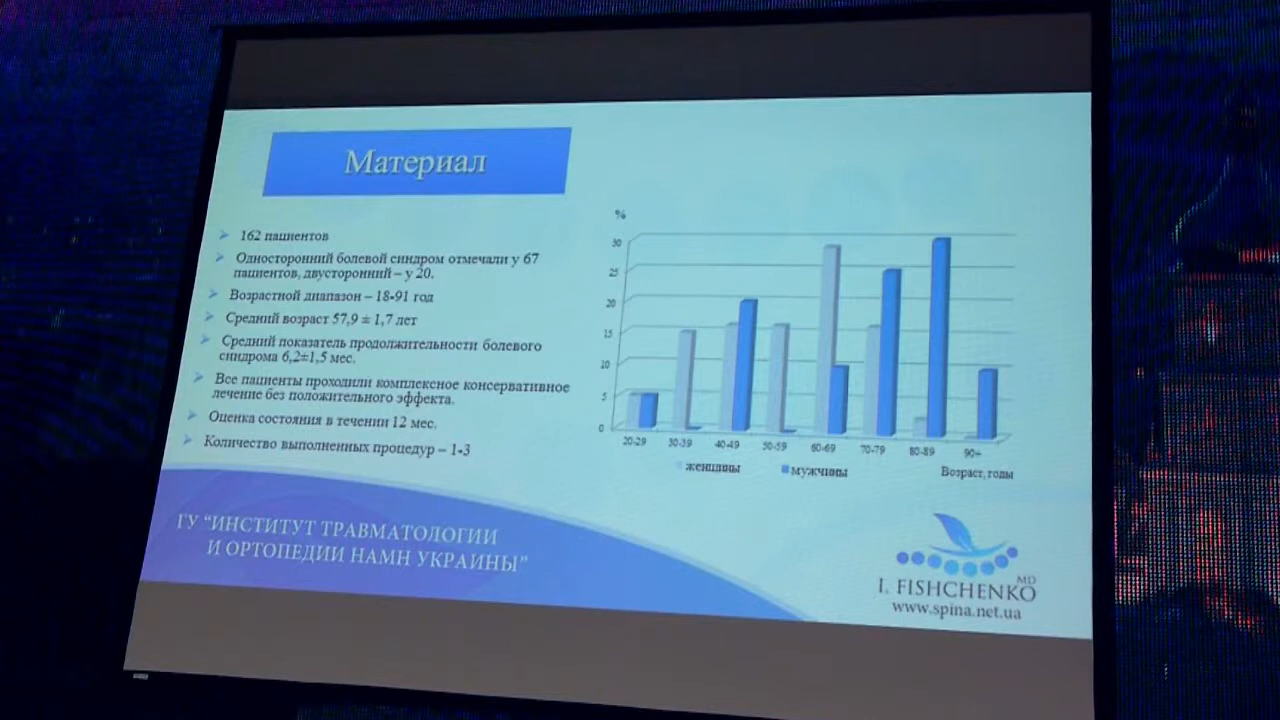 Материал
162 пациентов
Односторонний болевой синдром отмечали у 67
пациентов, двусторонний – у 20.
Возрастной диапазон – 18-91 год
Средний возраст 57,9 ± 1,7 лет
Средний показатель продолжительности болевого
синдрома 6,2±1,5 мес.
Все пациенты проходили комплексное консервативное
лечение без положительного эффекта.
Оценка состояния в течении 12 мес.
Количество выполненных процедур – 1-3
%
30
25
20
15
10
5
0
20-29 30-39 40-49 50-59 60-69 70-79 80-89 90+
женщины мужчины Возраст, годы
ГУ “ИНСТИТУТ ТРАВМАТОЛОГИИ
И ОРТОПЕДИИ НАМН УКРАИНЫ”
MD
I. FISHCHENKO
www.spina.net.ua